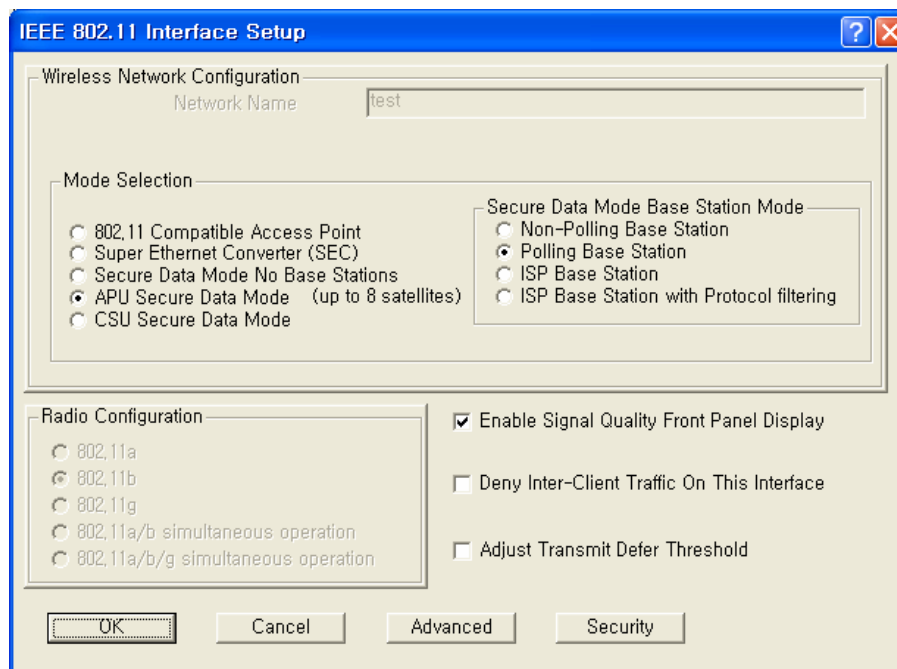 IEEE 802.11 Interface Setup
Wireless Network Configuration
Network Name
test
Mode Selection
802.11 Compatible Access Point
Super Ethernet Converter (SEC)
Secure Data Mode No Base Stations
APU Secure Data Mode (up to 8 satellites)
CSU Secure Data Mode
Secure Data Mode Base Station Mode
Non-Polling Base Station
Polling Base Station
ISP Base Station
ISP Base Station with Protocol filtering
Radio Configuration
802.11a
802.11b
802.11g
802.11a/b simultaneous operation
802.11a/b/g simultaneous operation
Enable Signal Quality Front Panel Display
Deny Inter-Client Traffic On This Interface
Adjust Transmit Defer Threshold
OK
Cancel
Advanced
Security